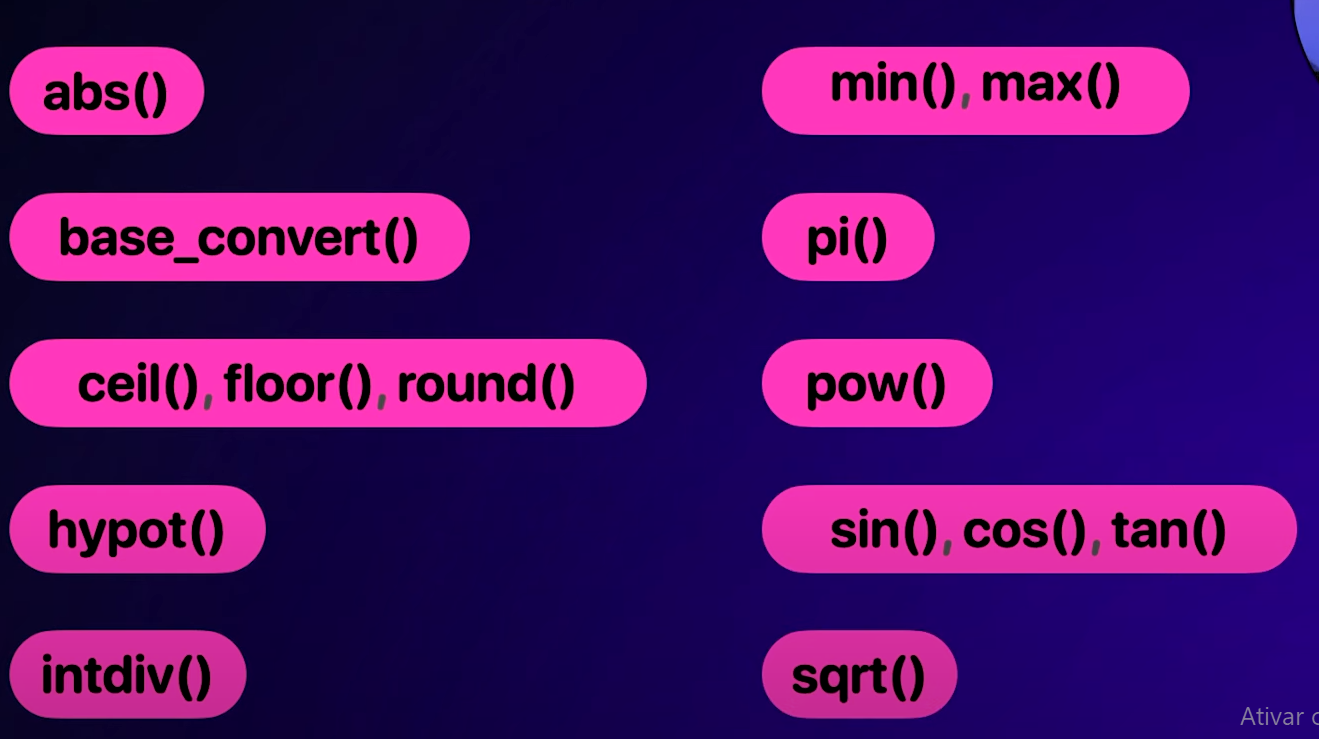 abs()
base_convert()
ceil(), floor(), round()
hypot()
intdiv()
min(), max()
pi()
pow()
sin(), cos(), tan()
sqrt()
Ativar